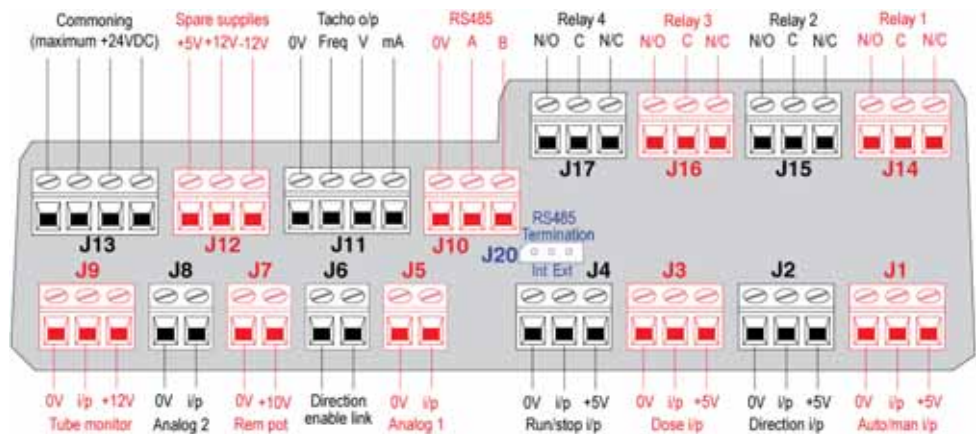 Commoning
(maximum +24VDC)
Spare supplies
+5V +12V -12V
Tacho o/p
0V Freq V mA
RS485
0V A B
Relay 4
N/O C N/C
Relay 3
N/O C N/C
Relay 2
N/O C N/C
Relay 1
N/O C N/C
J17
J16
J15
J14
J13
J12
J11
J10
RS485
Termination
J20
Int Ext
J9
J8
J7
J6
J5
J4
J3
J2
J1
0V i/p +12V
Tube monitor
0V i/p
Analog 2
0V +10V
Rem pot
Direction
enable link
0V i/p
Analog 1
0V i/p +5V
Run/stop i/p
0V i/p +5V
Dose i/p
0V i/p +5V
Direction i/p
0V i/p +5V
Auto/man i/p